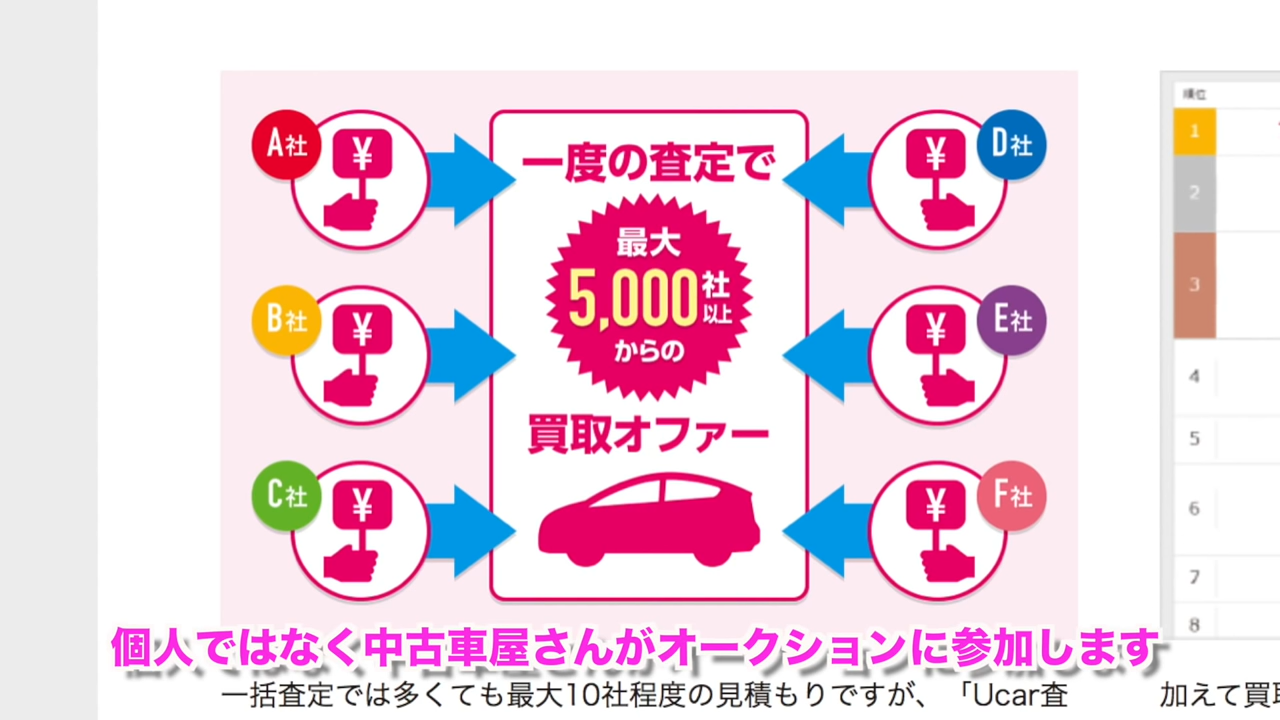 A社
¥
B社
¥
C社
¥
一度の査定で
最大
5,000社以上
からの
買取オファー
¥
D社
¥
E社
¥
F社
順位
1
2
3
4
5
6
7
8
個人ではなく中古車屋さんがオークションに参加します
一括査定では多くても最大10社程度の見積もりですが、「Ucar査
加えて買取